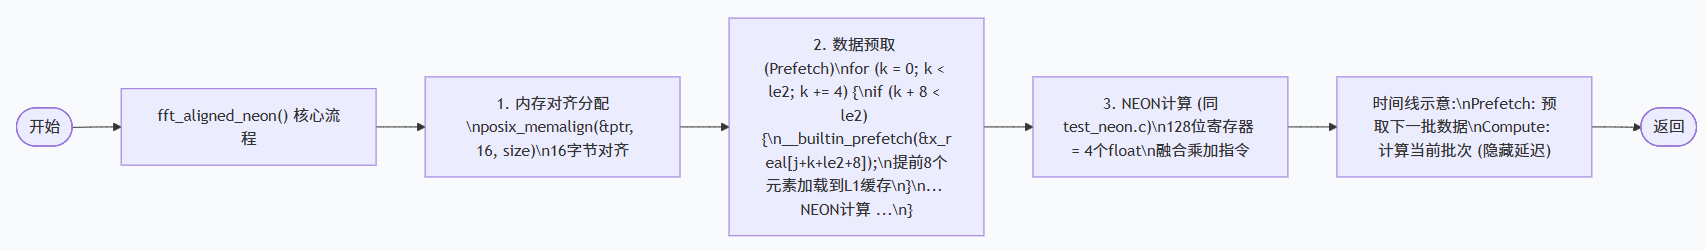 开始
fft_aligned_neon() 核心流
程
1. 内存对齐分配
\nposix_memalign(&ptr,
16, size)\n16字节对齐
2. 数据预取
(Prefetch)\nfor (k = 0; k <
le2; k += 4) {\nif (k + 8 <
le2)
{\n__builtin_prefetch(&x_r
eal[j+k+le2+8]);\n
提前8个
元素加载到L1缓存\n}\n...
NEON计算 ...\n}
3. NEON计算 (同
test_neon.c)\n128位寄存器
= 4个float\n融合乘加指令
时间线示意:\nPrefetch: 预
取下一批数据\nCompute:
计算当前批次 (隐藏延迟)
返回